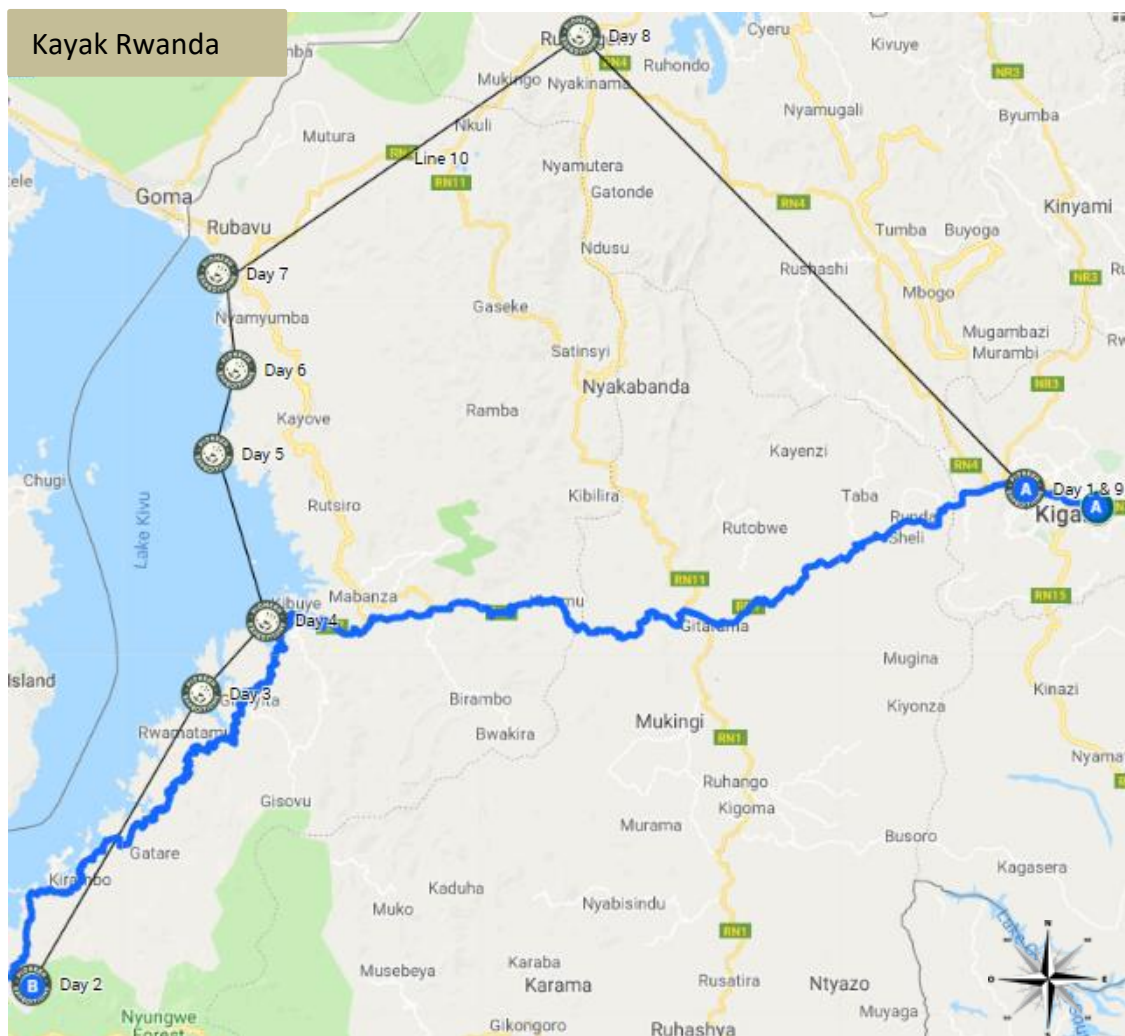 Kayak Rwanda
Day 8
Cyeru
Kivuye
Mukingo
RN4
Ruhondo
NR3
Nyakinama
Nyamugali
Byumba
Mutura
Nkuli
Line 10
Nyamutera
RN11
Gatonde
Goma
RN4
Kinyami
Rubavu
Tumba
Buyoga
Ndusu
Rushashi
Day 7
NR3
Mbogo
Gaseke
Nyamyumba
Mugambazi
Satinsyi
Murambi
Day 6
Nyakabanda
NR3
Ramba
Kayove
Day 5
Kayenzi
RN4
Chugi
Day 1 & 9
A
A
Kibilira
Taba
Rutsiro
Lake Kivu
Rutobwe
Sheli
RN11
Mabanza
RN15
Kibuye
Day 4
Gitarama
Mugina
Island
Day 3
Birambo
Kinazi
Kiyonza
Rwamatamu
Mukingi
Bwakira
RN1
Ruhango
Gisovu
Kigoma
Murama
Busoro
Gatare
Kagasera
Kirambo
Kaduha
Muko
Nyabisindu
RN1
Karaba
Musebeya
B
Day 2
Karama
Rusatira
Ntyazo
Muyaga
Nyungwe
Forest
Gikongoro
Ruhashya